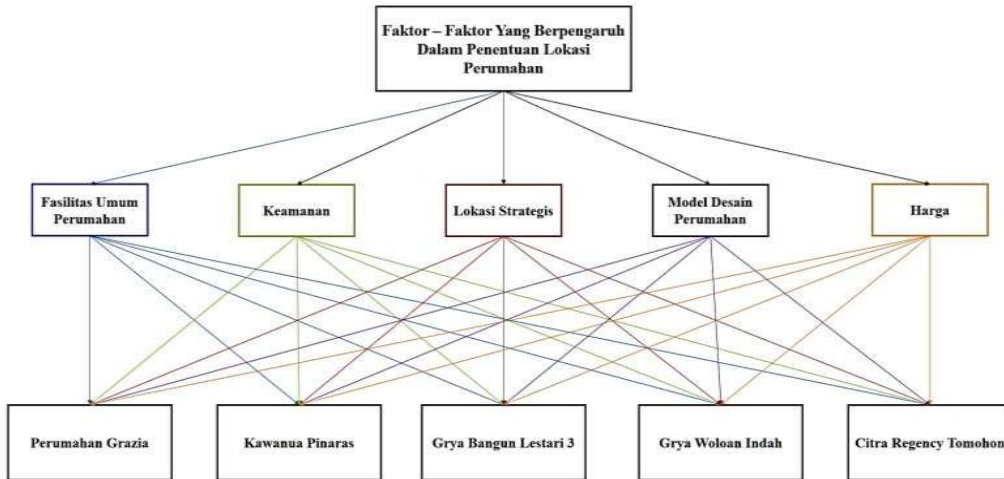 Faktor – Faktor Yang Berpengaruh
Dalam Penentuan Lokasi
Perumahan
Fasilitas Umum
Perumahan
Keamanan
Lokasi Strategis
Model Desain
Perumahan
Harga
Perumahan Grazia
Kawanua Pinaras
Grya Bangun Lestari 3
Grya Woloan Indah
Citra Regency Tomohon